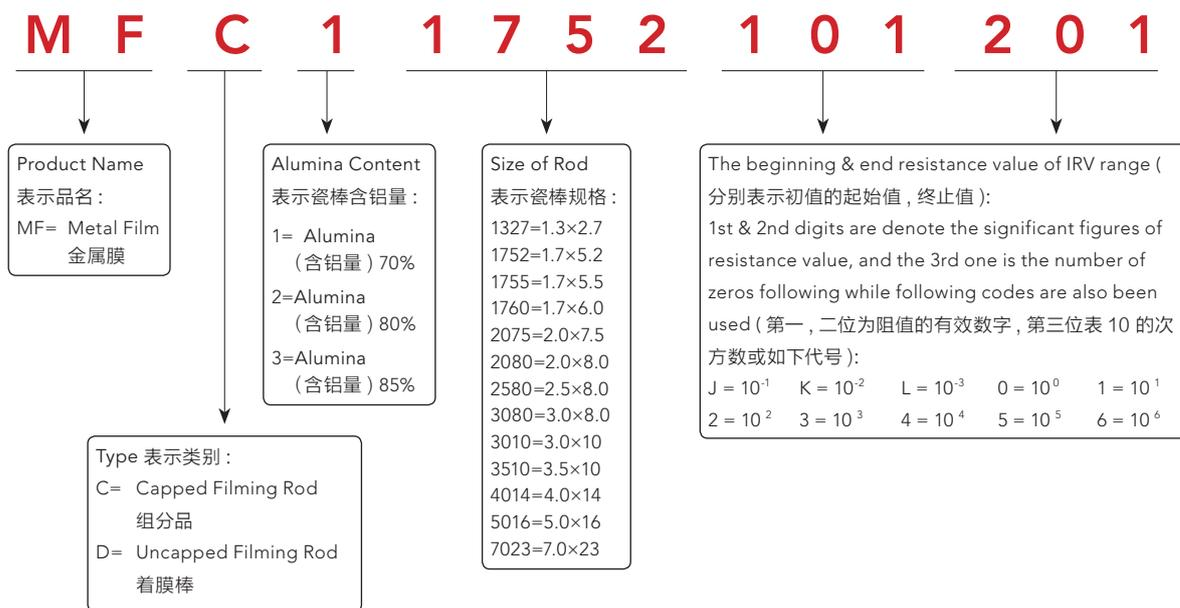 M F C 1 1 7 5 2 1 0 1 2 0 1
Product Name
表示品名 :
MF= Metal Film
金属膜
Type 表示类别 :
C= Capped Filming Rod
组分品
D= Uncapped Filming Rod
着膜棒
Alumina Content
表示瓷棒含铝量 :
1= Alumina
（含铝量 ) 70%
2=Alumina
（含铝量 ) 80%
3=Alumina
（含铝量 ) 85%
Size of Rod
表示瓷棒规格 :
1327=1.3×2.7
1752=1.7×5.2
1755=1.7×5.5
1760=1.7×6.0
2075=2.0×7.5
2080=2.0×8.0
2580=2.5×8.0
3080=3.0×8.0
3010=3.0×10
3510=3.5×10
4014=4.0×14
5016=5.0×16
7023=7.0×23
The beginning & end resistance value of IRV range (
分别表示初值的起始值 , 终止值 ):
1st & 2nd digits are denote the significant figures of
resistance value, and the 3rd one is the number of
zeros following while following codes are also been
used ( 第一 , 二位为阻值的有效数字 , 第三位表 10 的次
方数或如下代号 ):
J = 10⁻¹ K = 10⁻² L = 10⁻³ 0 = 10⁰ 1 = 10¹
2 = 10² 3 = 10³ 4 = 10⁴ 5 = 10⁵ 6 = 10⁶